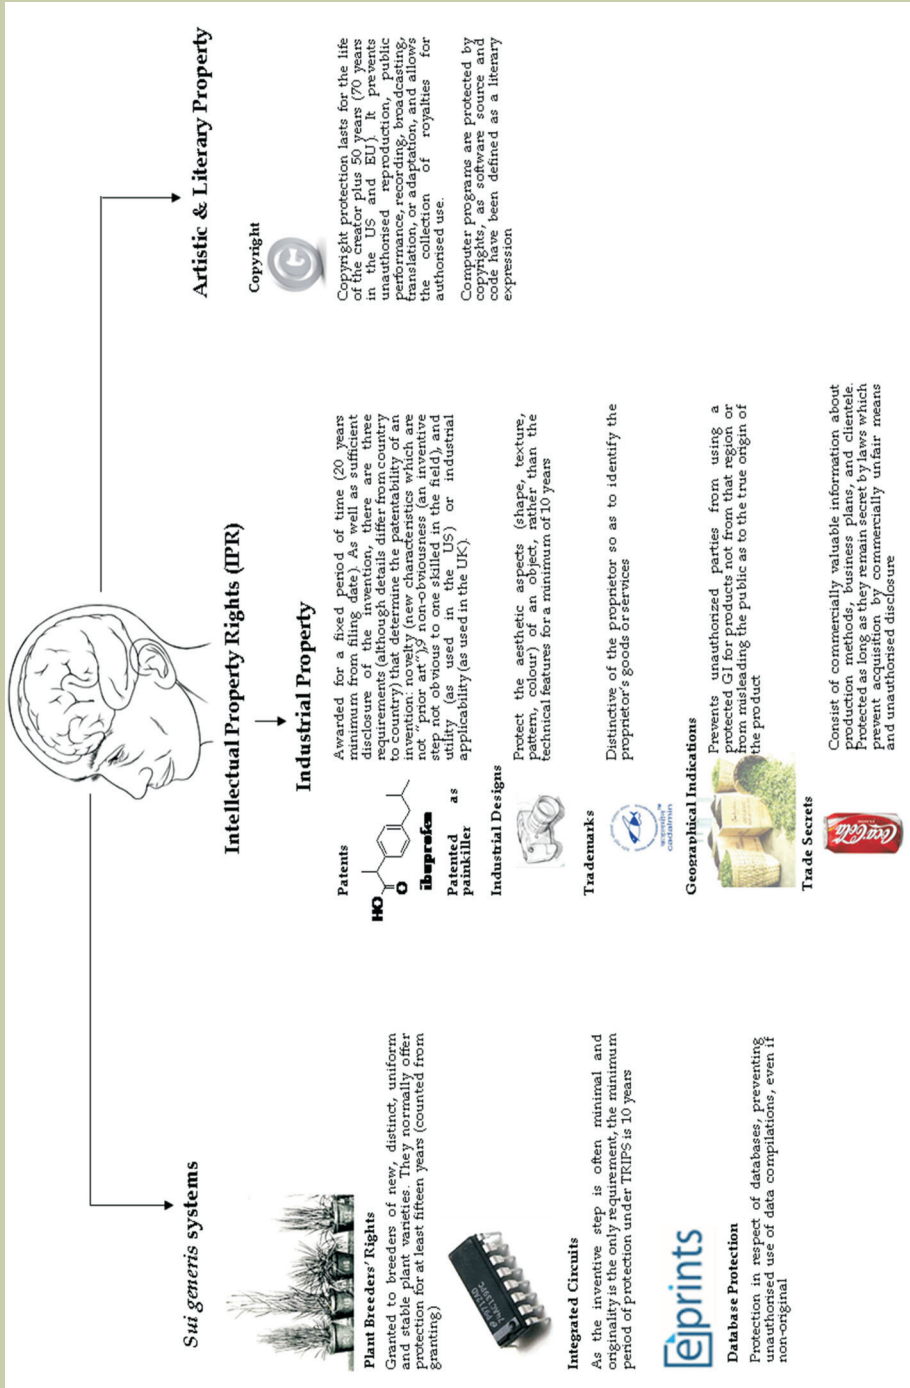 Intellectual Property Rights (IPR)
Sui generis systems
Plant Breeders' Rights
Granted to breeders of new, distinct, uniform
and stable plant varieties. They normally offer
protection for at least fifteen years (counted from
granting)
Integrated Circuits
As the inventive step is often minimal and
originality is the only requirement, the minimum
period of protection under TRIPS is 10 years
eprints
Database Protection
Protection in respect of databases, preventing
unauthorised use of data compilations, even if
non-original
Industrial Property
Patents
HO
O
ibuprofen
Patented as
painkiller
Awarded for a fixed period of time (20 years
minimum from filing date). As well as sufficient
disclosure of the invention, there are three
requirements (although details differ from country
to country) that determine the patentability of an
invention: novelty (new characteristics which are
not "prior art"),9 non-obviousness (an inventive
step not obvious to one skilled in the field), and
utility (as used in the US) or industrial
applicability (as used in the UK).
Industrial Designs
Protect the aesthetic aspects (shape, texture,
pattern, colour) of an object, rather than the
technical features for a minimum of 10 years
Trademarks
cadalmin
Distinctive of the proprietor so as to identify the
proprietor's goods or services
Geographical Indications
Prevents unauthorized parties from using a
protected GI for products not from that region or
from misleading the public as to the true origin of
the product
Trade Secrets
Coca-Cola
Consist of commercially valuable information about
production methods, business plans, and clientele.
Protected as long as they remain secret by laws which
prevent acquisition by commercially unfair means
and unauthorised disclosure
Artistic & Literary Property
Copyright
C
Copyright protection lasts for the life
of the creator plus 50 years (70 years
in the US and EU). It prevents
unauthorised reproduction, public
performance, recording, broadcasting,
translation, or adaptation, and allows
the collection of royalties for
authorised use.
Computer programs are protected by
copyrights, as software source and
code have been defined as a literary
expression